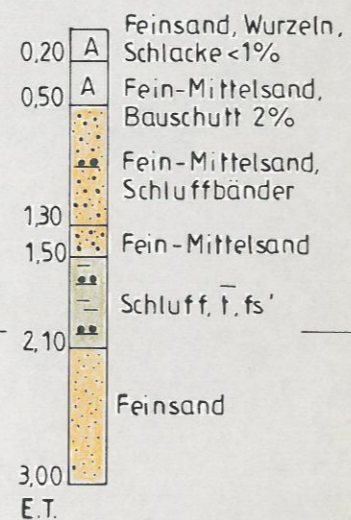 Feinsand, Wurzeln,
0,20 A Schlacke <1%
0,50 A Fein-Mittelsand,
Bauschutt 2%
Fein-Mittelsand,
Schluffbänder
1,30
1,50 Fein-Mittelsand
Schluff, t̅, fs'
2,10
Feinsand
3,00
E.T.